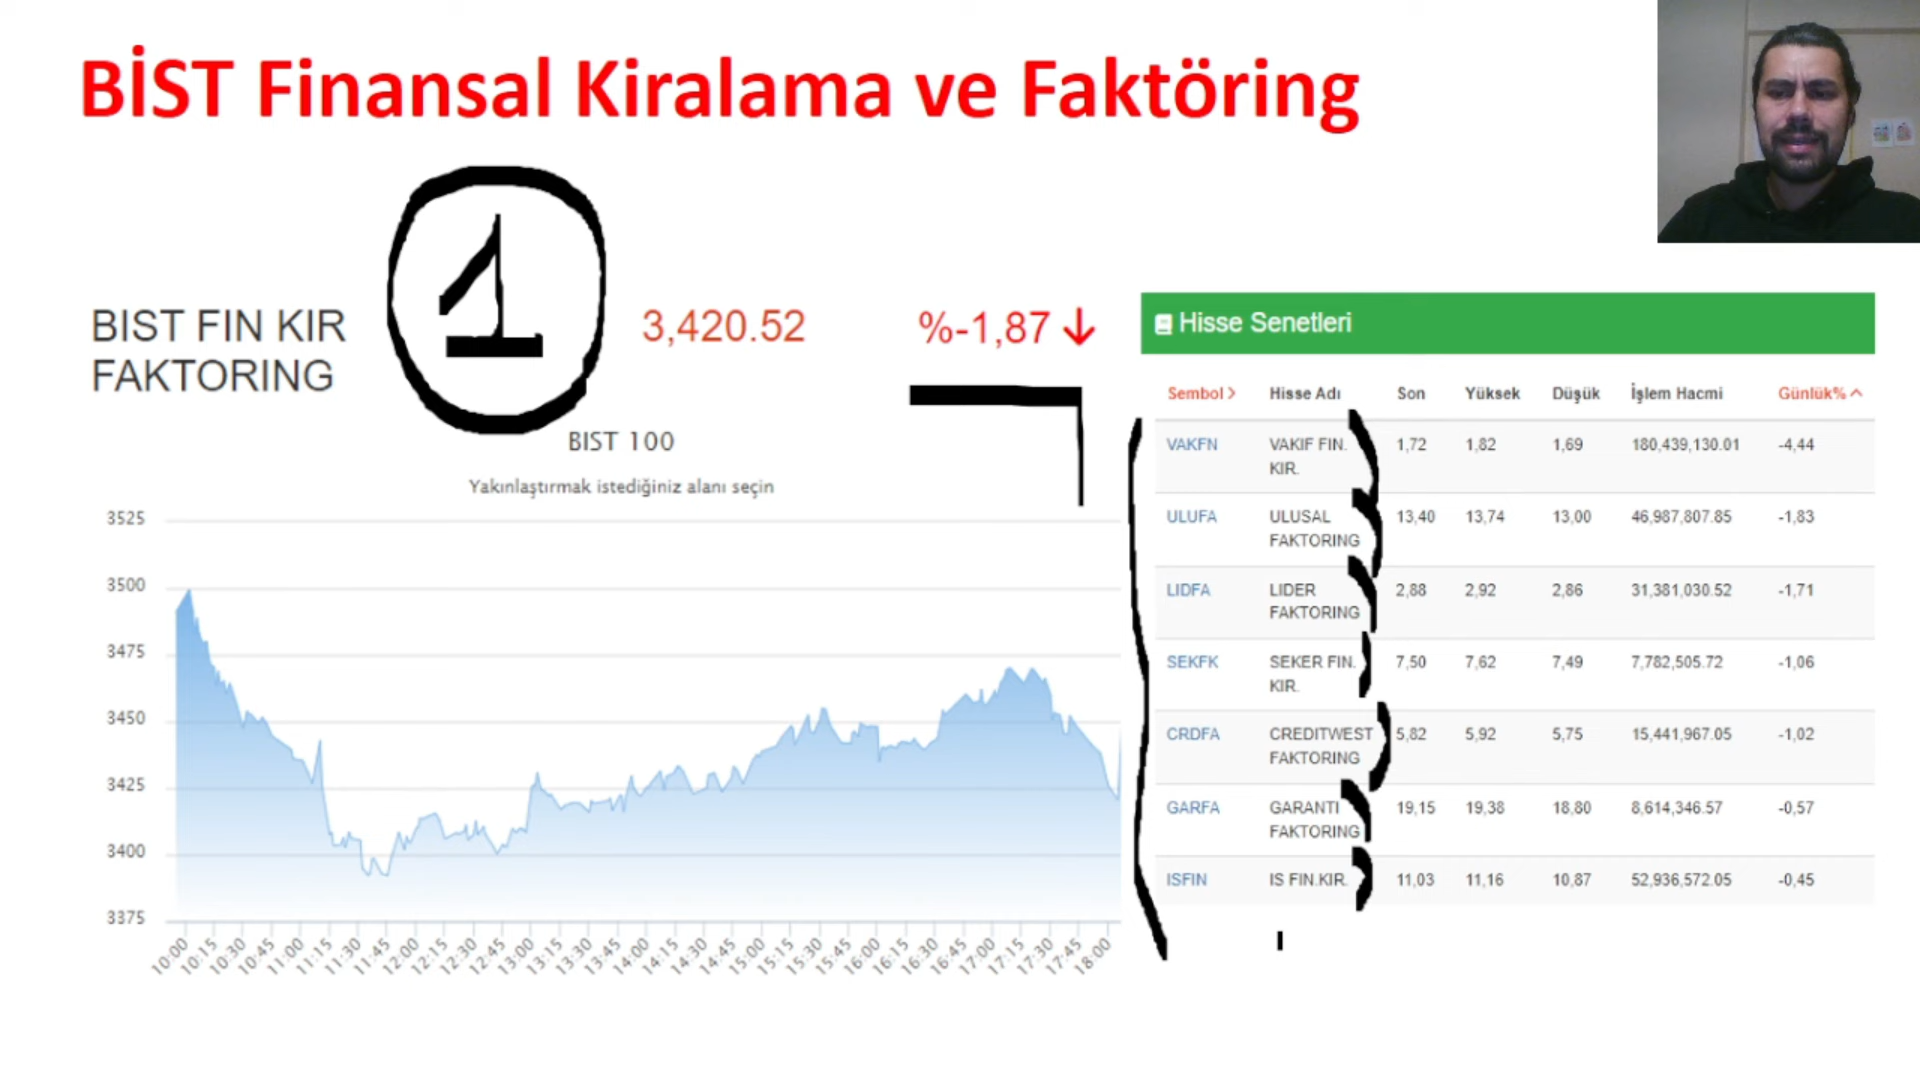 BİST Finansal Kiralama ve Faktöring
BIST FIN KIR
FAKTORING
1
3,420.52
%-1,87
BIST 100
Yakınlaştırmak istediğiniz alanı seçin
3525
3500
3475
3450
3425
3400
3375
10:00 10:15 10:30 10:45 11:00 11:15 11:30 11:45 12:00 12:15 12:30 12:45 13:00 13:15 13:30 13:45 14:00 14:15 14:30 14:45 15:00 15:15 15:30 15:45 16:00 16:15 16:30 16:45 17:00 17:15 17:30 17:45 18:00
Hisse Senetleri
Sembol Hisse Adı Son Yüksek Düşük İşlem Hacmi Günlük%
VAKFN VAKIF FIN. 1,72 1,82 1,69 180,439,130.01 -4,44
KIR.
ULUFA ULUSAL 13,40 13,74 13,00 46,987,807.85 -1,83
FAKTORING
LIDFA LIDER 2,88 2,92 2,86 31,381,030.52 -1,71
FAKTORING
SEKFK SEKER FIN. 7,50 7,62 7,49 7,782,505.72 -1,06
KIR.
CRDFA CREDITWEST 5,82 5,92 5,75 15,441,967.05 -1,02
FAKTORING
GARFA GARANTI 19,15 19,38 18,80 8,614,346.57 -0,57
FAKTORING
ISFIN IS FIN.KIR. 11,03 11,16 10,87 52,936,572.05 -0,45